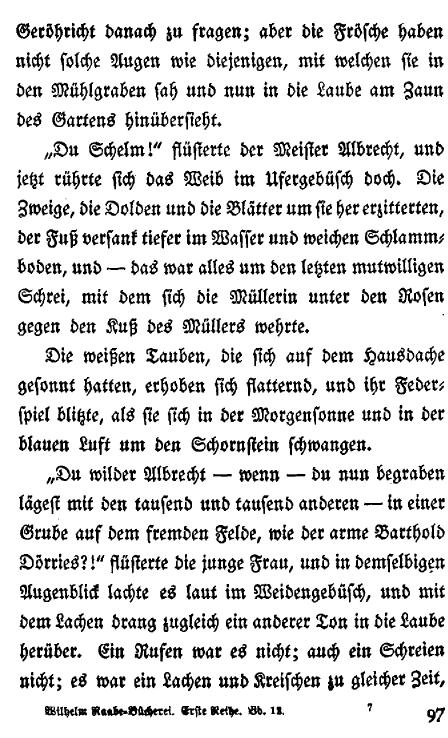 Geröhricht danach zu fragen; aber die Frösche haben
nicht solche Augen wie diejenigen, mit welchen sie in
den Mühlgraben sah und nun in die Laube am Zaun
des Gartens hinübersieht.
„Du Schelm!“ flüsterte der Meister Albrecht, und
jetzt rührte sich das Weib im Ufergebüsch doch. Die
Zweige, die Dolden und die Blätter um sie her erzitterten,
der Fuß versank tiefer im Wasser und weichen Schlamm-
boden, und — das war alles um den letzten mutwilligen
Schrei, mit dem sich die Müllerin unter den Rosen
gegen den Kuß des Müllers wehrte.
Die weißen Tauben, die sich auf dem Hausdache
gesonnt hatten, erhoben sich flatternd, und ihr Feder-
spiel blitzte, als sie sich in der Morgensonne und in der
blauen Luft um den Schornstein schwangen.
„Du wilder Albrecht — wenn — du nun begraben
lägest mit den tausend und tausend anderen — in einer
Grube auf dem fremden Felde, wie der arme Barthold
Dörries?!“ flüsterte die junge Frau, und in demselbigen
Augenblick lachte es laut im Weidengebüsch, und mit
dem Lachen drang zugleich ein anderer Ton in die Laube
herüber. Ein Rufen war es nicht; auch ein Schreien
nicht; es war ein Lachen und Kreischen zu gleicher Zeit,
Wilhelm Raabe-Bücherei. Erste Reihe. Bd. 13. 7
97